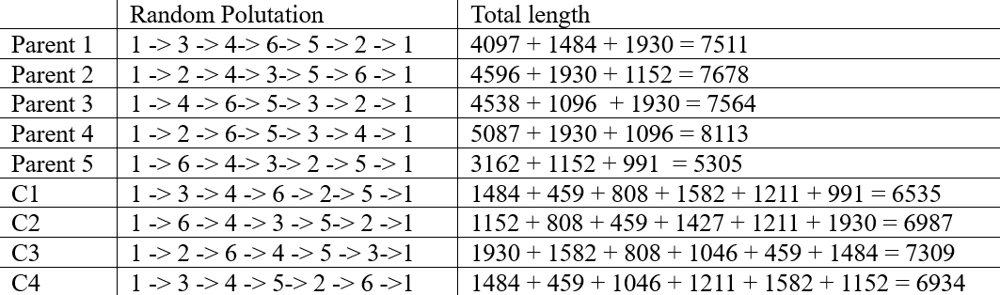 Random Polutation Total length
Parent 1 1 -> 3 -> 4-> 6-> 5 -> 2 -> 1 4097 + 1484 + 1930 = 7511
Parent 2 1 -> 2 -> 4-> 3-> 5 -> 6 -> 1 4596 + 1930 + 1152 = 7678
Parent 3 1 -> 4 -> 6-> 5-> 3 -> 2 -> 1 4538 + 1096 + 1930 = 7564
Parent 4 1 -> 2 -> 6-> 5-> 3 -> 4 -> 1 5087 + 1930 + 1096 = 8113
Parent 5 1 -> 6 -> 4-> 3-> 2 -> 5 -> 1 3162 + 1152 + 991 = 5305
C1 1 -> 3 -> 4 -> 6 -> 2-> 5 ->1 1484 + 459 + 808 + 1582 + 1211 + 991 = 6535
C2 1 -> 6 -> 4 -> 3 -> 5-> 2 ->1 1152 + 808 + 459 + 1427 + 1211 + 1930 = 6987
C3 1 -> 2 -> 6 -> 4 -> 5 -> 3->1 1930 + 1582 + 808 + 1046 + 459 + 1484 = 7309
C4 1 -> 3 -> 4 -> 5-> 2 -> 6 ->1 1484 + 459 + 1046 + 1211 + 1582 + 1152 = 6934